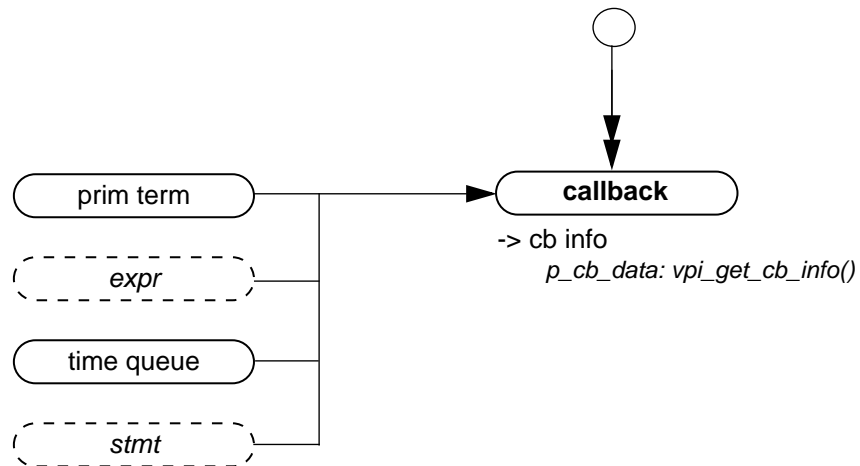 prim term
callback
-> cb info
expr
p_cb_data: vpi_get_cb_info()
time queue
stmt